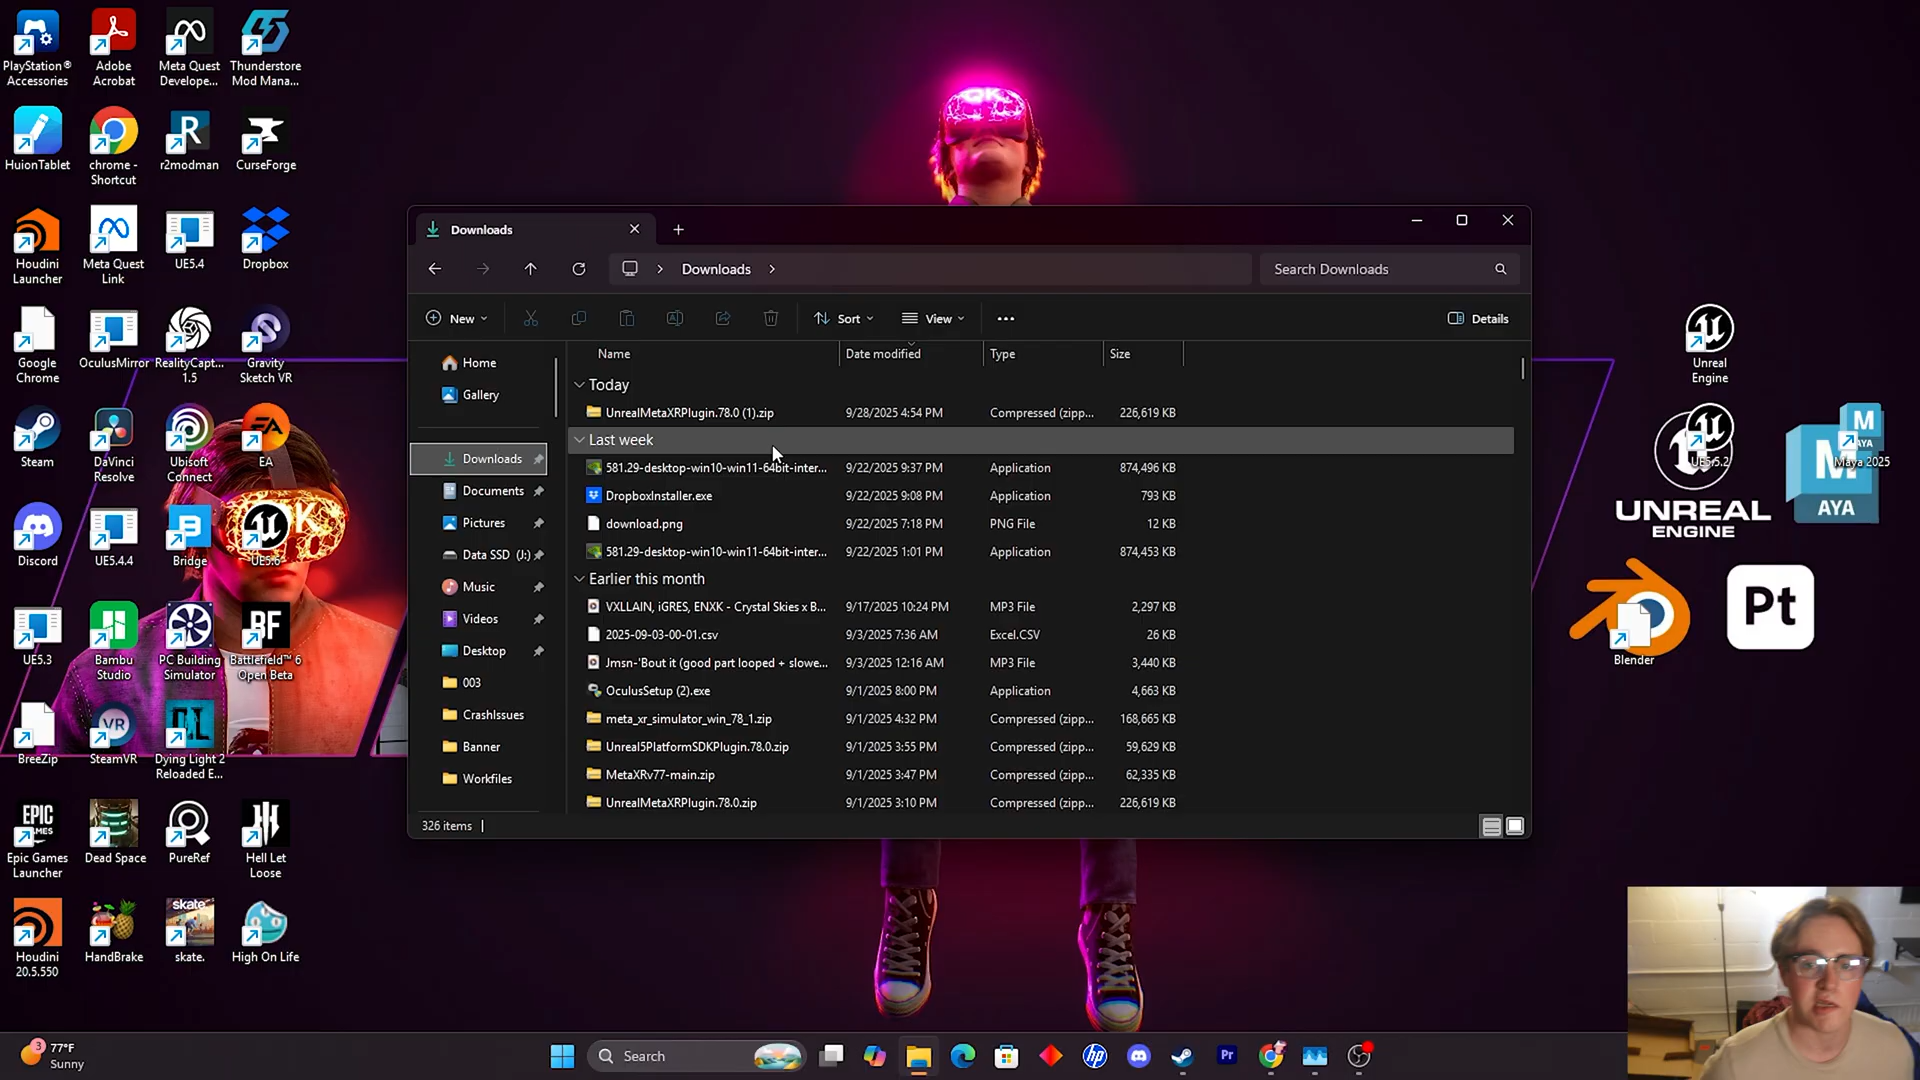 PlayStation®
Accessories
Adobe
Acrobat
Meta Quest
Develope...
Thunderstore
Mod Mana...
HuionTablet
chrome -
Shortcut
R
r2modman
CurseForge
Houdini
Launcher
Meta Quest
Link
UE5.4
Dropbox
Google
Chrome
OculusMirror
RealityCapt...
1.5
Gravity
Sketch VR
Steam
DaVinci
Resolve
Ubisoft
Connect
EA
EA
Discord
UE5.4.4
Bridge
UE5.6
UE5.3
Bambu
Studio
PC Building
Simulator
BF
Battlefield™ 6
Open Beta
BreeZip
VR
SteamVR
DL
Dying Light 2
Reloaded E...
EPIC
GAMES
Epic Games
Launcher
Dead Space
PureRef
Hell Let
Loose
Houdini
20.5.550
HandBrake
skate.
skate.
High On Life
Downloads
Downloads
Search Downloads
New
Sort
View
Details
Home
Gallery
Downloads
Documents
Pictures
Data SSD (J:)
Music
Videos
Desktop
003
CrashIssues
Banner
Workfiles
Name Date modified Type Size
Today
UnrealMetaXRPlugin.78.0 (1).zip 9/28/2025 4:54 PM Compressed (zipp... 226,619 KB
Last week
581.29-desktop-win10-win11-64bit-inter... 9/22/2025 9:37 PM Application 874,496 KB
DropboxInstaller.exe 9/22/2025 9:08 PM Application 793 KB
download.png 9/22/2025 7:18 PM PNG File 12 KB
581.29-desktop-win10-win11-64bit-inter... 9/22/2025 1:01 PM Application 874,453 KB
Earlier this month
VXLLAIN, iGRES, ENXK - Crystal Skies x B... 9/17/2025 10:24 PM MP3 File 2,297 KB
2025-09-03-00-01.csv 9/3/2025 7:36 AM Excel.CSV 26 KB
Jmsn-'Bout it (good part looped + slowe... 9/3/2025 12:16 AM MP3 File 3,440 KB
OculusSetup (2).exe 9/1/2025 8:00 PM Application 4,663 KB
meta_xr_simulator_win_78_1.zip 9/1/2025 4:32 PM Compressed (zipp... 168,665 KB
Unreal5PlatformSDKPlugin.78.0.zip 9/1/2025 3:55 PM Compressed (zipp... 59,629 KB
MetaXRv77-main.zip 9/1/2025 3:47 PM Compressed (zipp... 62,335 KB
UnrealMetaXRPlugin.78.0.zip 9/1/2025 3:10 PM Compressed (zipp... 226,619 KB
326 items
Unreal
Engine
UE5.5.2
UNREAL
ENGINE
M
MAYA
Maya 2025
M
AYA
Blender
Pt
3
77°F
Sunny
Search
hp
Pr